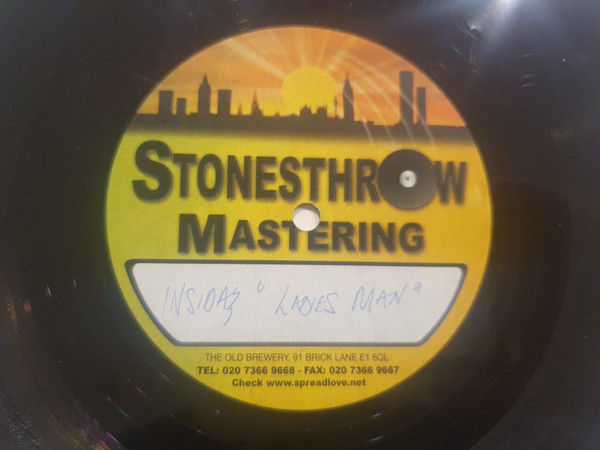 STONESTHROW
MASTERING
INSIDAZ "LADIES MAN"
THE OLD BREWERY, 91 BRICK LANE E1 6QL
TEL: 020 7366 9668 - FAX: 020 7366 9667
Check www.spreadlove.net